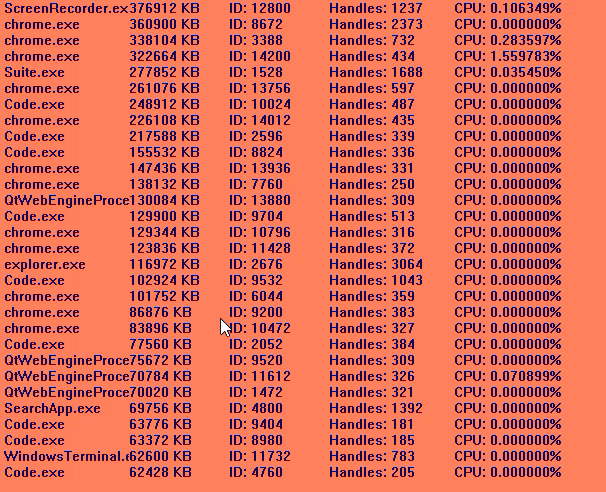 ScreenRecorder.ex376912 KB ID: 12800 Handles: 1237 CPU: 0.106349%
chrome.exe 360900 KB ID: 8672 Handles: 2373 CPU: 0.000000%
chrome.exe 338104 KB ID: 3388 Handles: 732 CPU: 0.283597%
chrome.exe 322664 KB ID: 14200 Handles: 434 CPU: 1.559783%
Suite.exe 277852 KB ID: 1528 Handles: 1688 CPU: 0.035450%
chrome.exe 261076 KB ID: 13756 Handles: 597 CPU: 0.000000%
Code.exe 248912 KB ID: 10024 Handles: 487 CPU: 0.000000%
chrome.exe 226108 KB ID: 14012 Handles: 435 CPU: 0.000000%
Code.exe 217588 KB ID: 2596 Handles: 339 CPU: 0.000000%
Code.exe 155532 KB ID: 8824 Handles: 336 CPU: 0.000000%
chrome.exe 147436 KB ID: 13936 Handles: 331 CPU: 0.000000%
chrome.exe 138132 KB ID: 7760 Handles: 250 CPU: 0.000000%
QtWebEngineProce130084 KB ID: 13880 Handles: 309 CPU: 0.000000%
Code.exe 129900 KB ID: 9704 Handles: 513 CPU: 0.000000%
chrome.exe 129344 KB ID: 10796 Handles: 316 CPU: 0.000000%
chrome.exe 123836 KB ID: 11428 Handles: 372 CPU: 0.000000%
explorer.exe 116972 KB ID: 2676 Handles: 3064 CPU: 0.000000%
Code.exe 102924 KB ID: 9532 Handles: 1043 CPU: 0.000000%
chrome.exe 101752 KB ID: 6044 Handles: 359 CPU: 0.000000%
chrome.exe 86876 KB ID: 9200 Handles: 383 CPU: 0.000000%
chrome.exe 83896 KB ID: 10472 Handles: 327 CPU: 0.000000%
Code.exe 77560 KB ID: 2052 Handles: 384 CPU: 0.000000%
QtWebEngineProce75672 KB ID: 9520 Handles: 309 CPU: 0.000000%
QtWebEngineProce70784 KB ID: 11612 Handles: 326 CPU: 0.070899%
QtWebEngineProce70020 KB ID: 1472 Handles: 321 CPU: 0.000000%
SearchApp.exe 69756 KB ID: 4800 Handles: 1392 CPU: 0.000000%
Code.exe 63776 KB ID: 9404 Handles: 181 CPU: 0.000000%
Code.exe 63372 KB ID: 8980 Handles: 185 CPU: 0.000000%
WindowsTerminal.e62600 KB ID: 11732 Handles: 783 CPU: 0.000000%
Code.exe 62428 KB ID: 4760 Handles: 205 CPU: 0.000000%